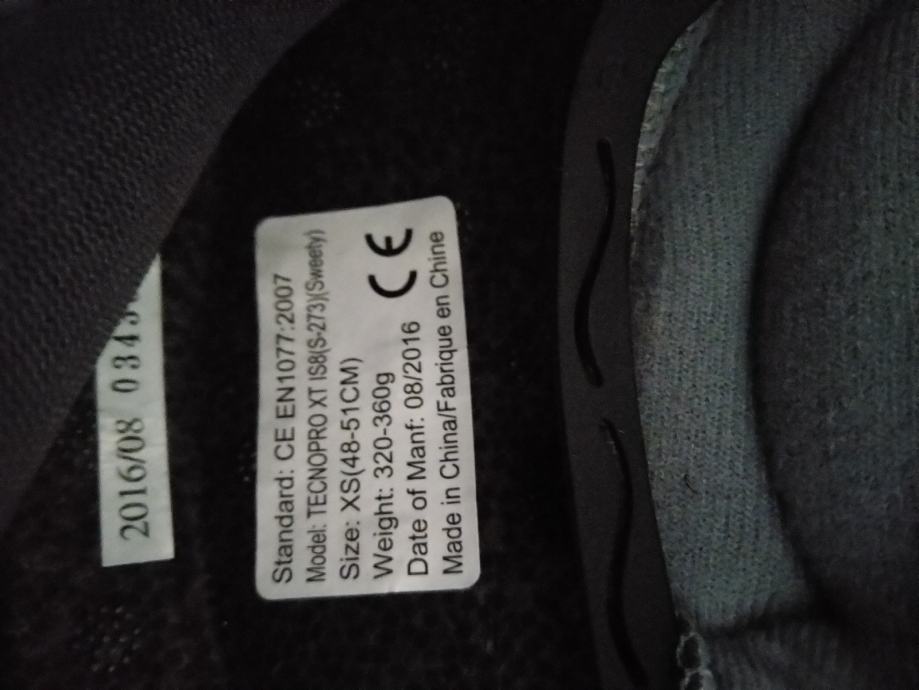 2016/08 034
Standard: CE EN1077:2007
Model: TECNOPRO XT IS8(S-273)(Sweety)
Size: XS(48-51CM)
Weight: 320-360g
Date of Manf: 08/2016
CE
Made in China/Fabrique en Chine